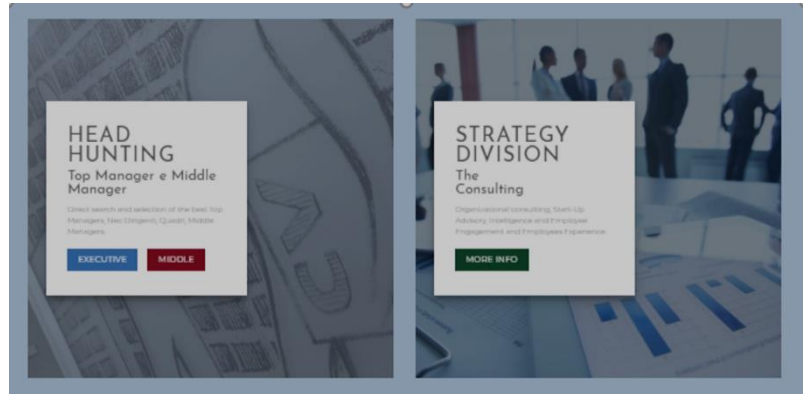 HEAD
HUNTING
Top Manager e Middle
Manager
Direct search and selection of the best Top
Managers, Neo Dirigenti, Quadri, Middle
Managers.
EXECUTIVE
MIDDLE
STRATEGY
DIVISION
The
Consulting
Organizational consulting, Start-Up
Advisory, Intelligence and Employer
Engagement and Employees Experience.
MORE INFO